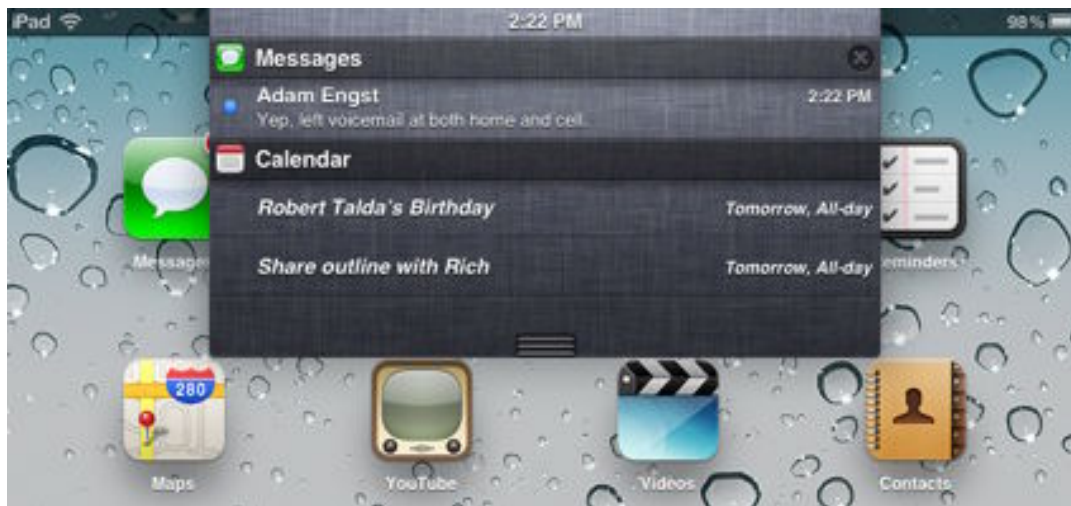 iPad 2:22 PM 98%
Messages
Adam Engst 2:22 PM
Yep, left voicemail at both home and cell.
Calendar
Robert Talda's Birthday Tomorrow, All-day
Share outline with Rich Tomorrow, All-day
Message eminders
280
Maps YouTube Videos Contacts